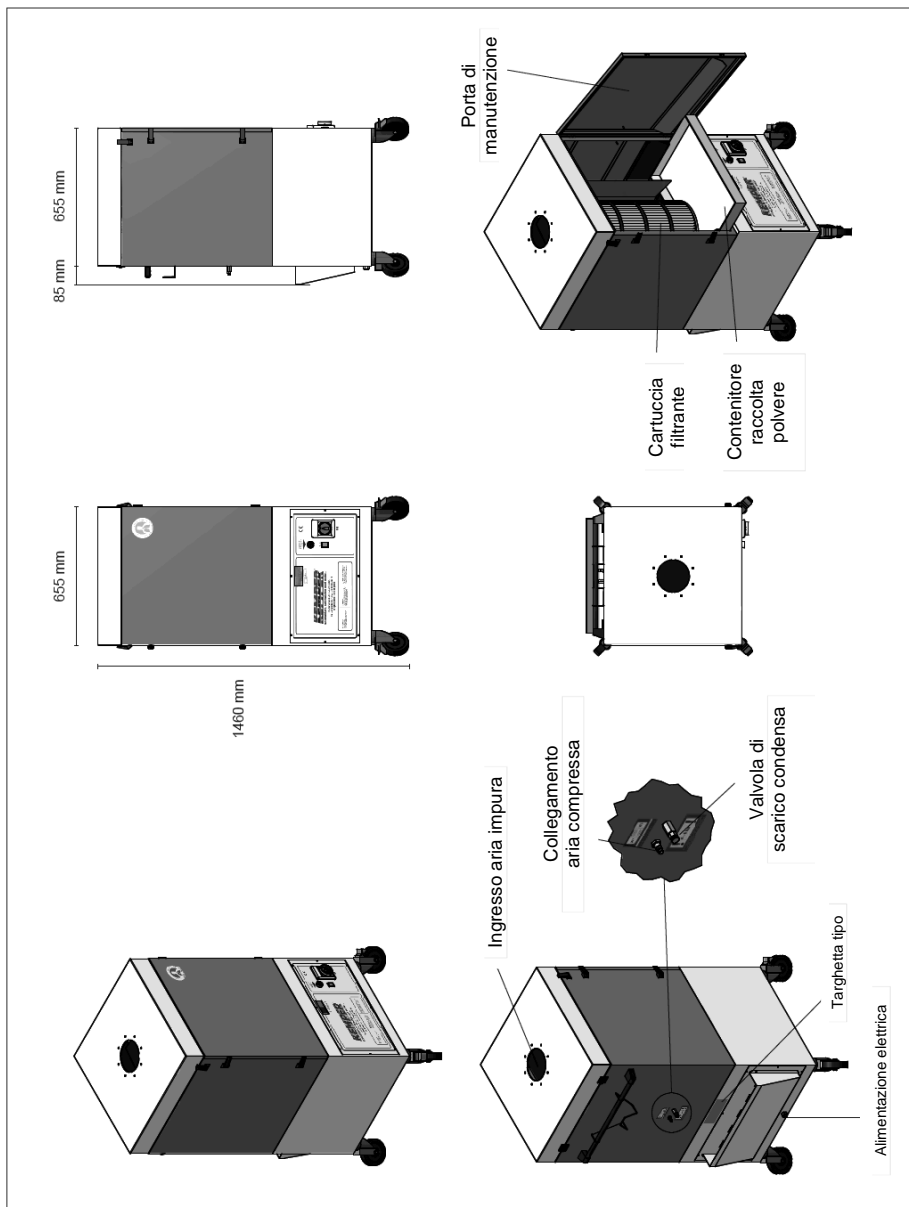 655 mm
85 mm
655 mm
1460 mm
Porta di
manutenzione
Cartuccia
filtrante
Contenitore
raccolta
polvere
KEMPER
Ingresso aria impura
Collegamento
aria compressa
Valvola di
scarico condensa
Targhetta tipo
Alimentazione elettrica